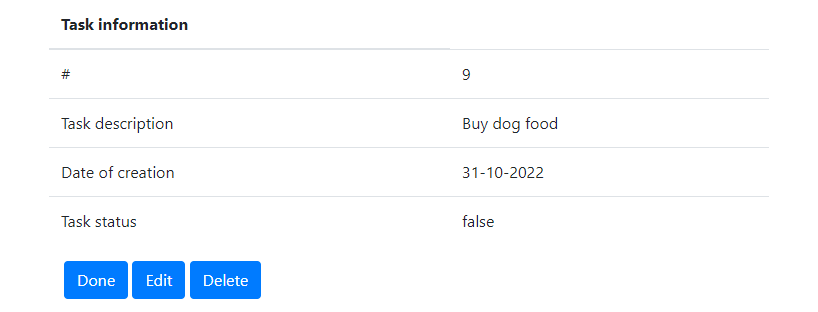 Task information
# 9
Task description Buy dog food
Date of creation 31-10-2022
Task status false
Done Edit Delete